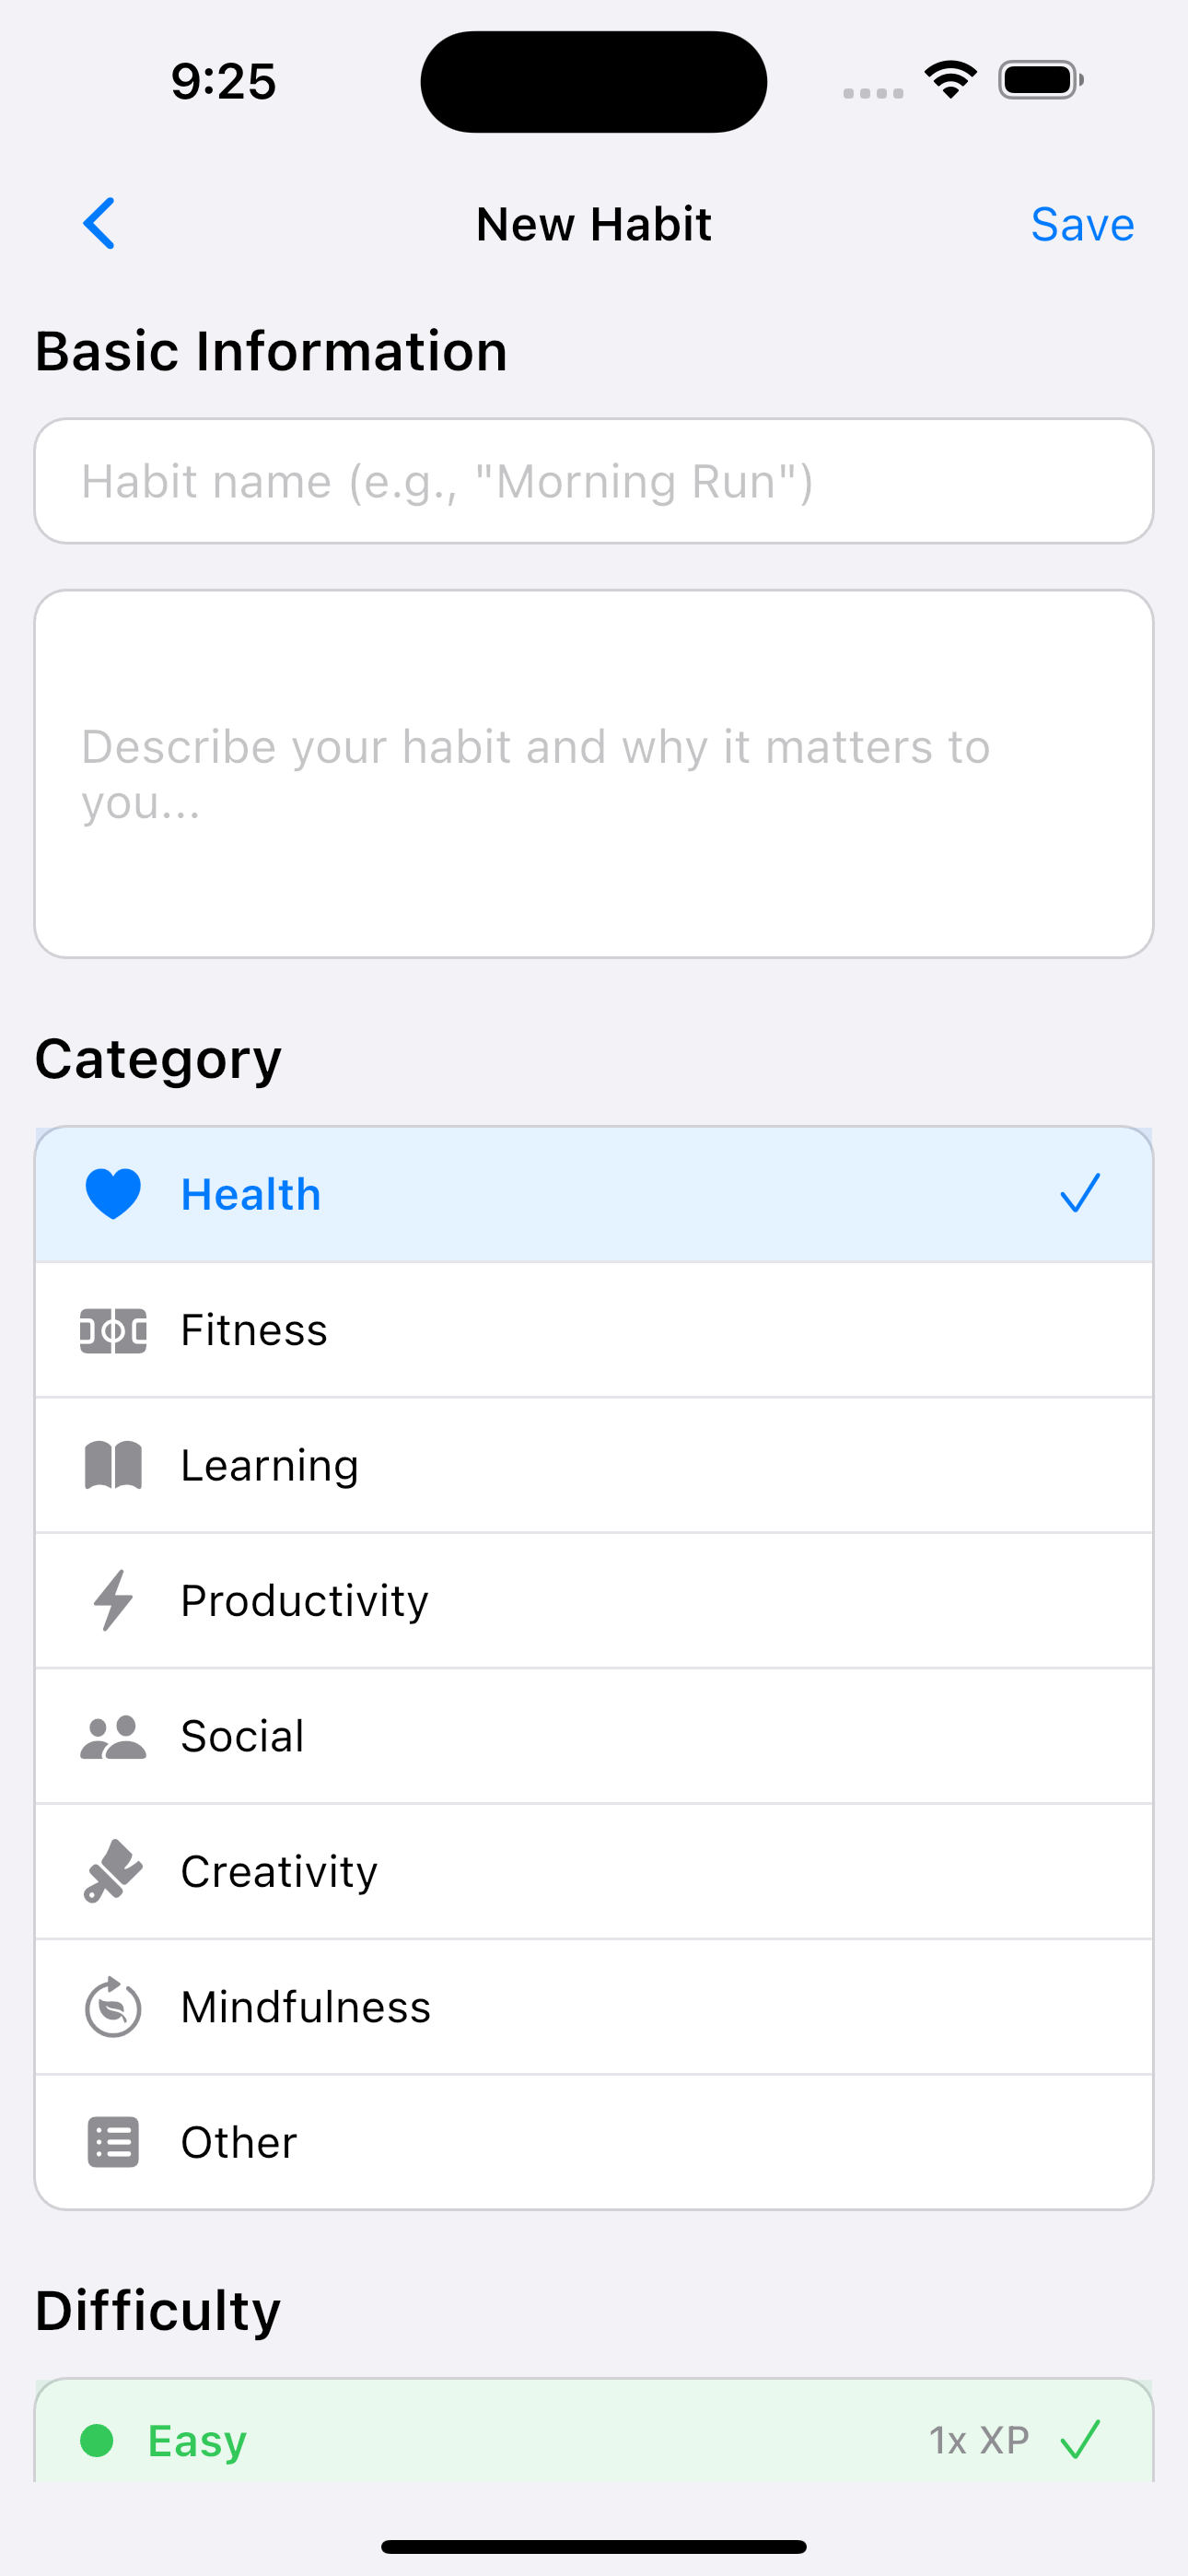 9:25
New Habit
Save
Basic Information
Habit name (e.g., "Morning Run")
Describe your habit and why it matters to
you...
Category
Health
Fitness
Learning
Productivity
Social
Creativity
Mindfulness
Other
Difficulty
Easy 1x XP